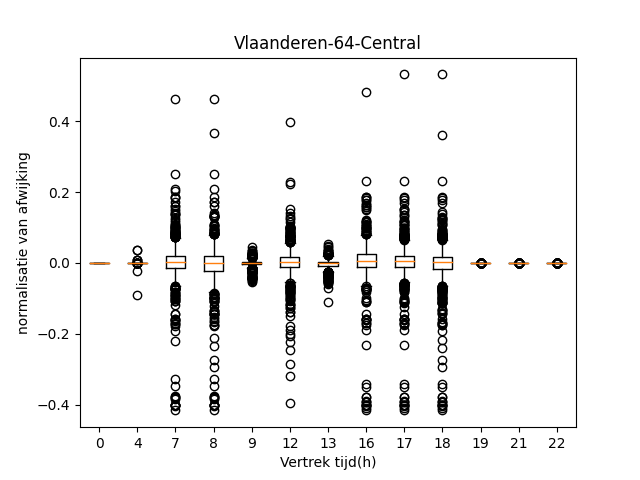 Vlaanderen-64-Central
normalisatie van afwijking
0.4
0.2
0.0
−0.2
−0.4
0 4 7 8 9 12 13 16 17 18 19 21 22
Vertrek tijd(h)